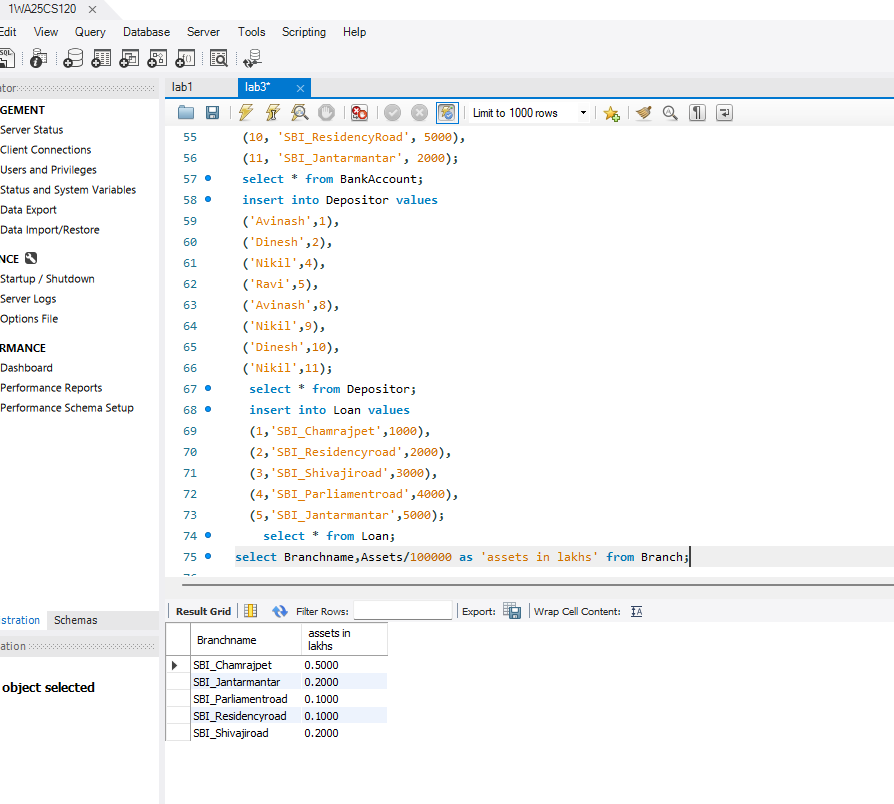 1WA25CS120
Edit View Query Database Server Tools Scripting Help
ator
lab1 lab3*
GEMENT
Server Status
Client Connections
Users and Privileges
Status and System Variables
Data Export
Data Import/Restore
NCE
Startup / Shutdown
Server Logs
Options File
RMANCE
Dashboard
Performance Reports
Performance Schema Setup
stration Schemas
ation
object selected
Limit to 1000 rows
55 (10, 'SBI_ResidencyRoad', 5000),
56 (11, 'SBI_Jantarmantar', 2000);
57 select * from BankAccount;
58 insert into Depositor values
59 ('Avinash',1),
60 ('Dinesh',2),
61 ('Nikil',4),
62 ('Ravi',5),
63 ('Avinash',8),
64 ('Nikil',9),
65 ('Dinesh',10),
66 ('Nikil',11);
67 select * from Depositor;
68 insert into Loan values
69 (1,'SBI_Chamrajpet',1000),
70 (2,'SBI_Residencyroad',2000),
71 (3,'SBI_Shivajiroad',3000),
72 (4,'SBI_Parliamentroad',4000),
73 (5,'SBI_Jantarmantar',5000);
74 select * from Loan;
75 select Branchname,Assets/100000 as 'assets in lakhs' from Branch;
Result Grid Filter Rows: Export: Wrap Cell Content:
Branchname assets in
lakhs
SBI_Chamrajpet 0.5000
SBI_Jantarmantar 0.2000
SBI_Parliamentroad 0.1000
SBI_Residencyroad 0.1000
SBI_Shivajiroad 0.2000